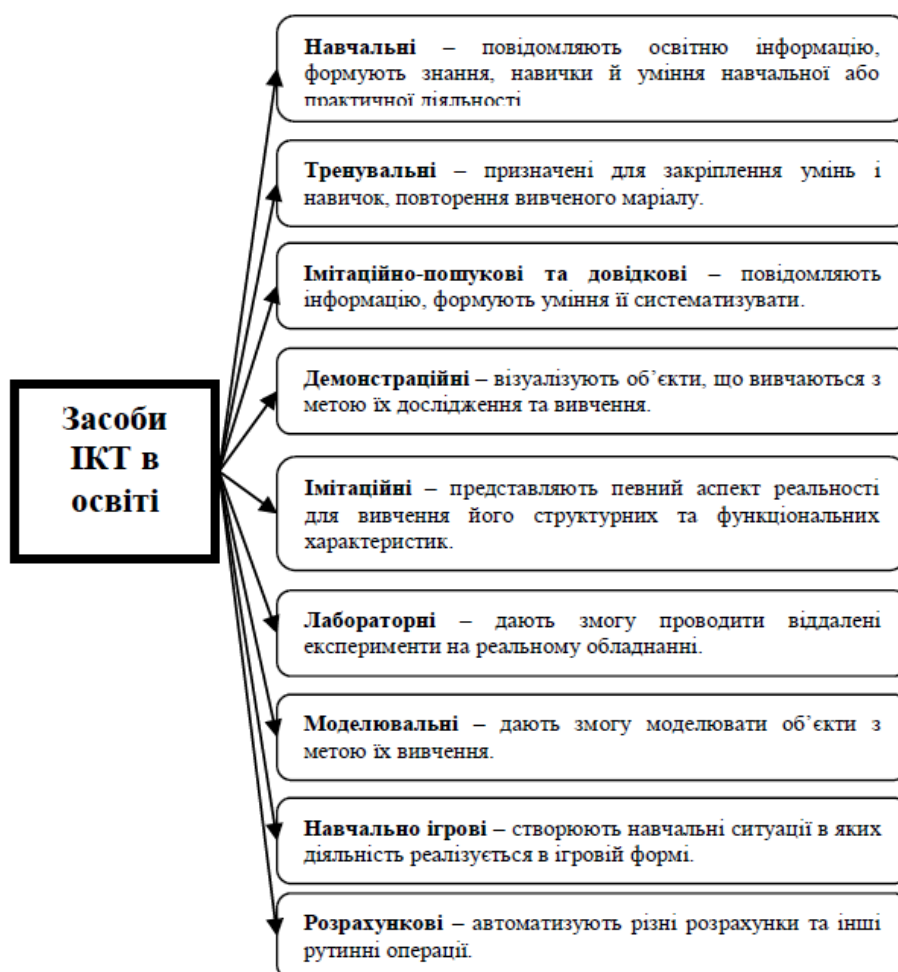 Навчальні – повідомляють освітню інформацію,
формують знання, навички й уміння навчальної або
практичної діяльності
Тренувальні – призначені для закріплення умінь і
навичок, повторення вивченого маріалу.
Імітаційно-пошукові та довідкові – повідомляють
інформацію, формують уміння її систематизувати.
Демонстраційні – візуалізують об’єкти, що вивчаються з
метою їх дослідження та вивчення.
Засоби
ІКТ в
освіті
Імітаційні – представляють певний аспект реальності
для вивчення його структурних та функціональних
характеристик.
Лабораторні – дають змогу проводити віддалені
експерименти на реальному обладнанні.
Моделювальні – дають змогу моделювати об’єкти з
метою їх вивчення.
Навчально ігрові – створюють навчальні ситуації в яких
діяльність реалізується в ігровій формі.
Розрахункові – автоматизують різні розрахунки та інші
рутинні операції.